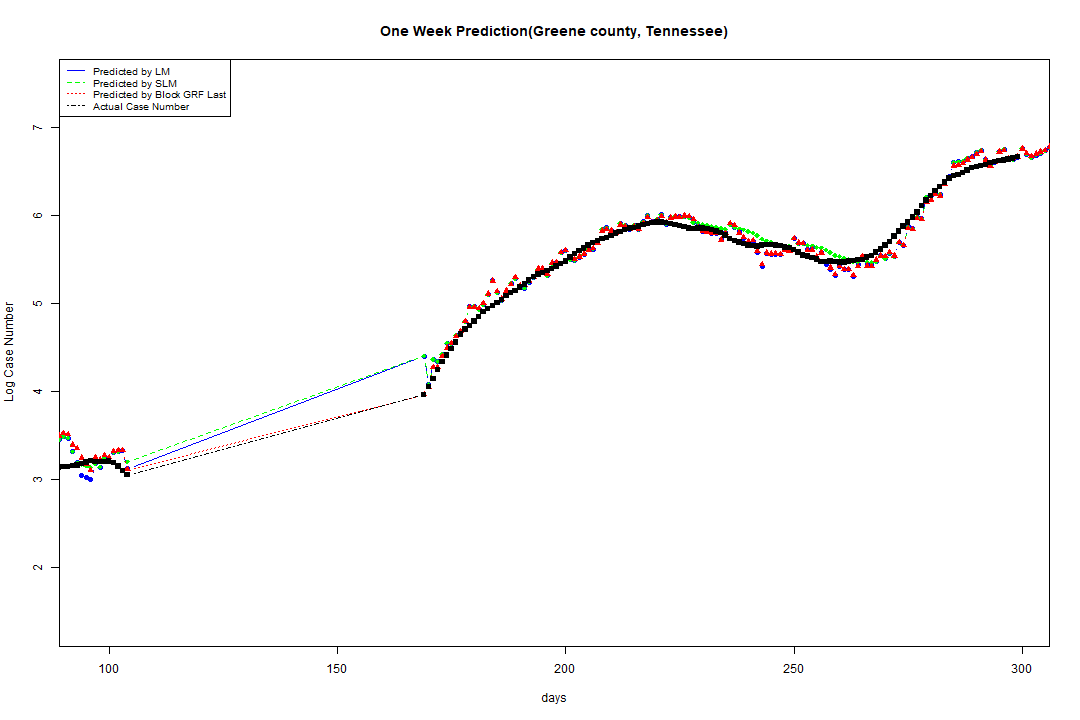 One Week Prediction(Greene county, Tennessee)
Predicted by LM
Predicted by SLM
Predicted by Block GRF Last
Actual Case Number
7
6
5
4
3
2
Log Case Number
100 150 200 250 300
days